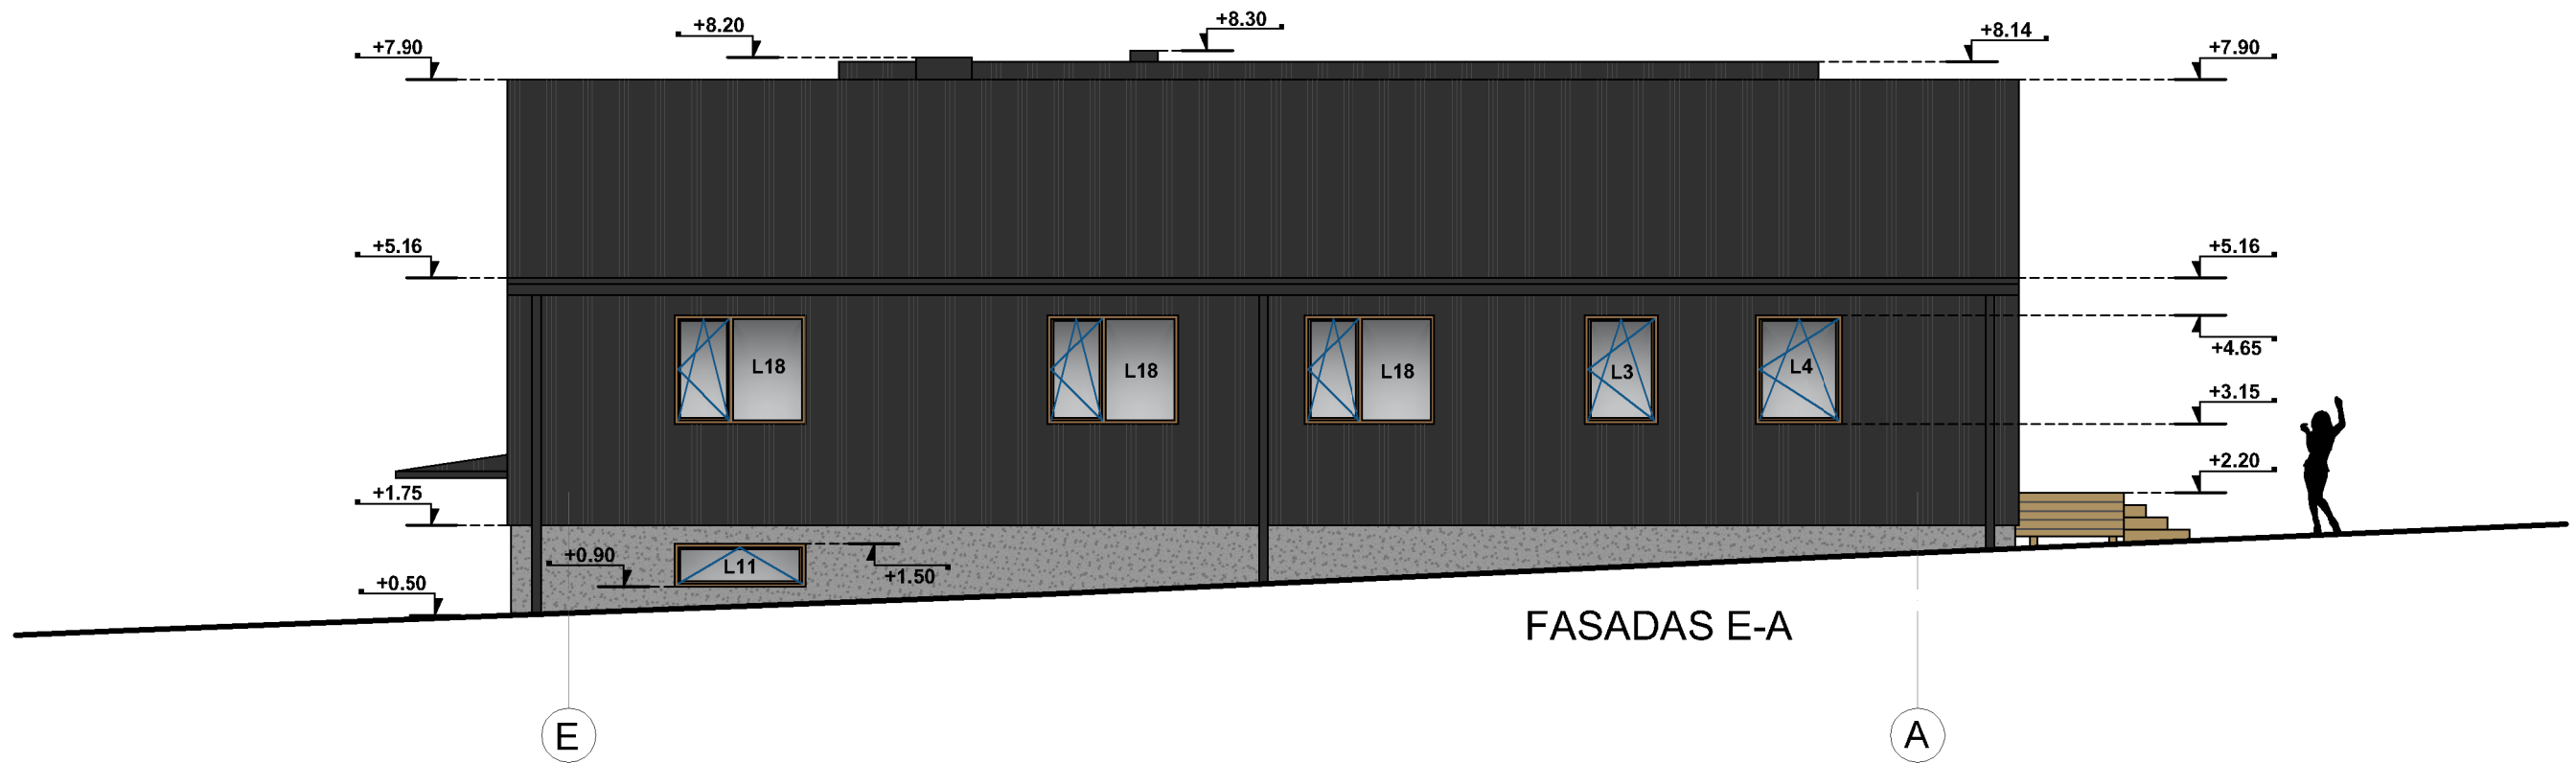 +8.20
+8.30
+8.14
+7.90
+7.90
+5.16
+5.16
L18
L18
L18
L3
L4
+4.65
+3.15
+2.20
+1.75
+0.90
L11
+1.50
+0.50
FASADAS E-A
E
A